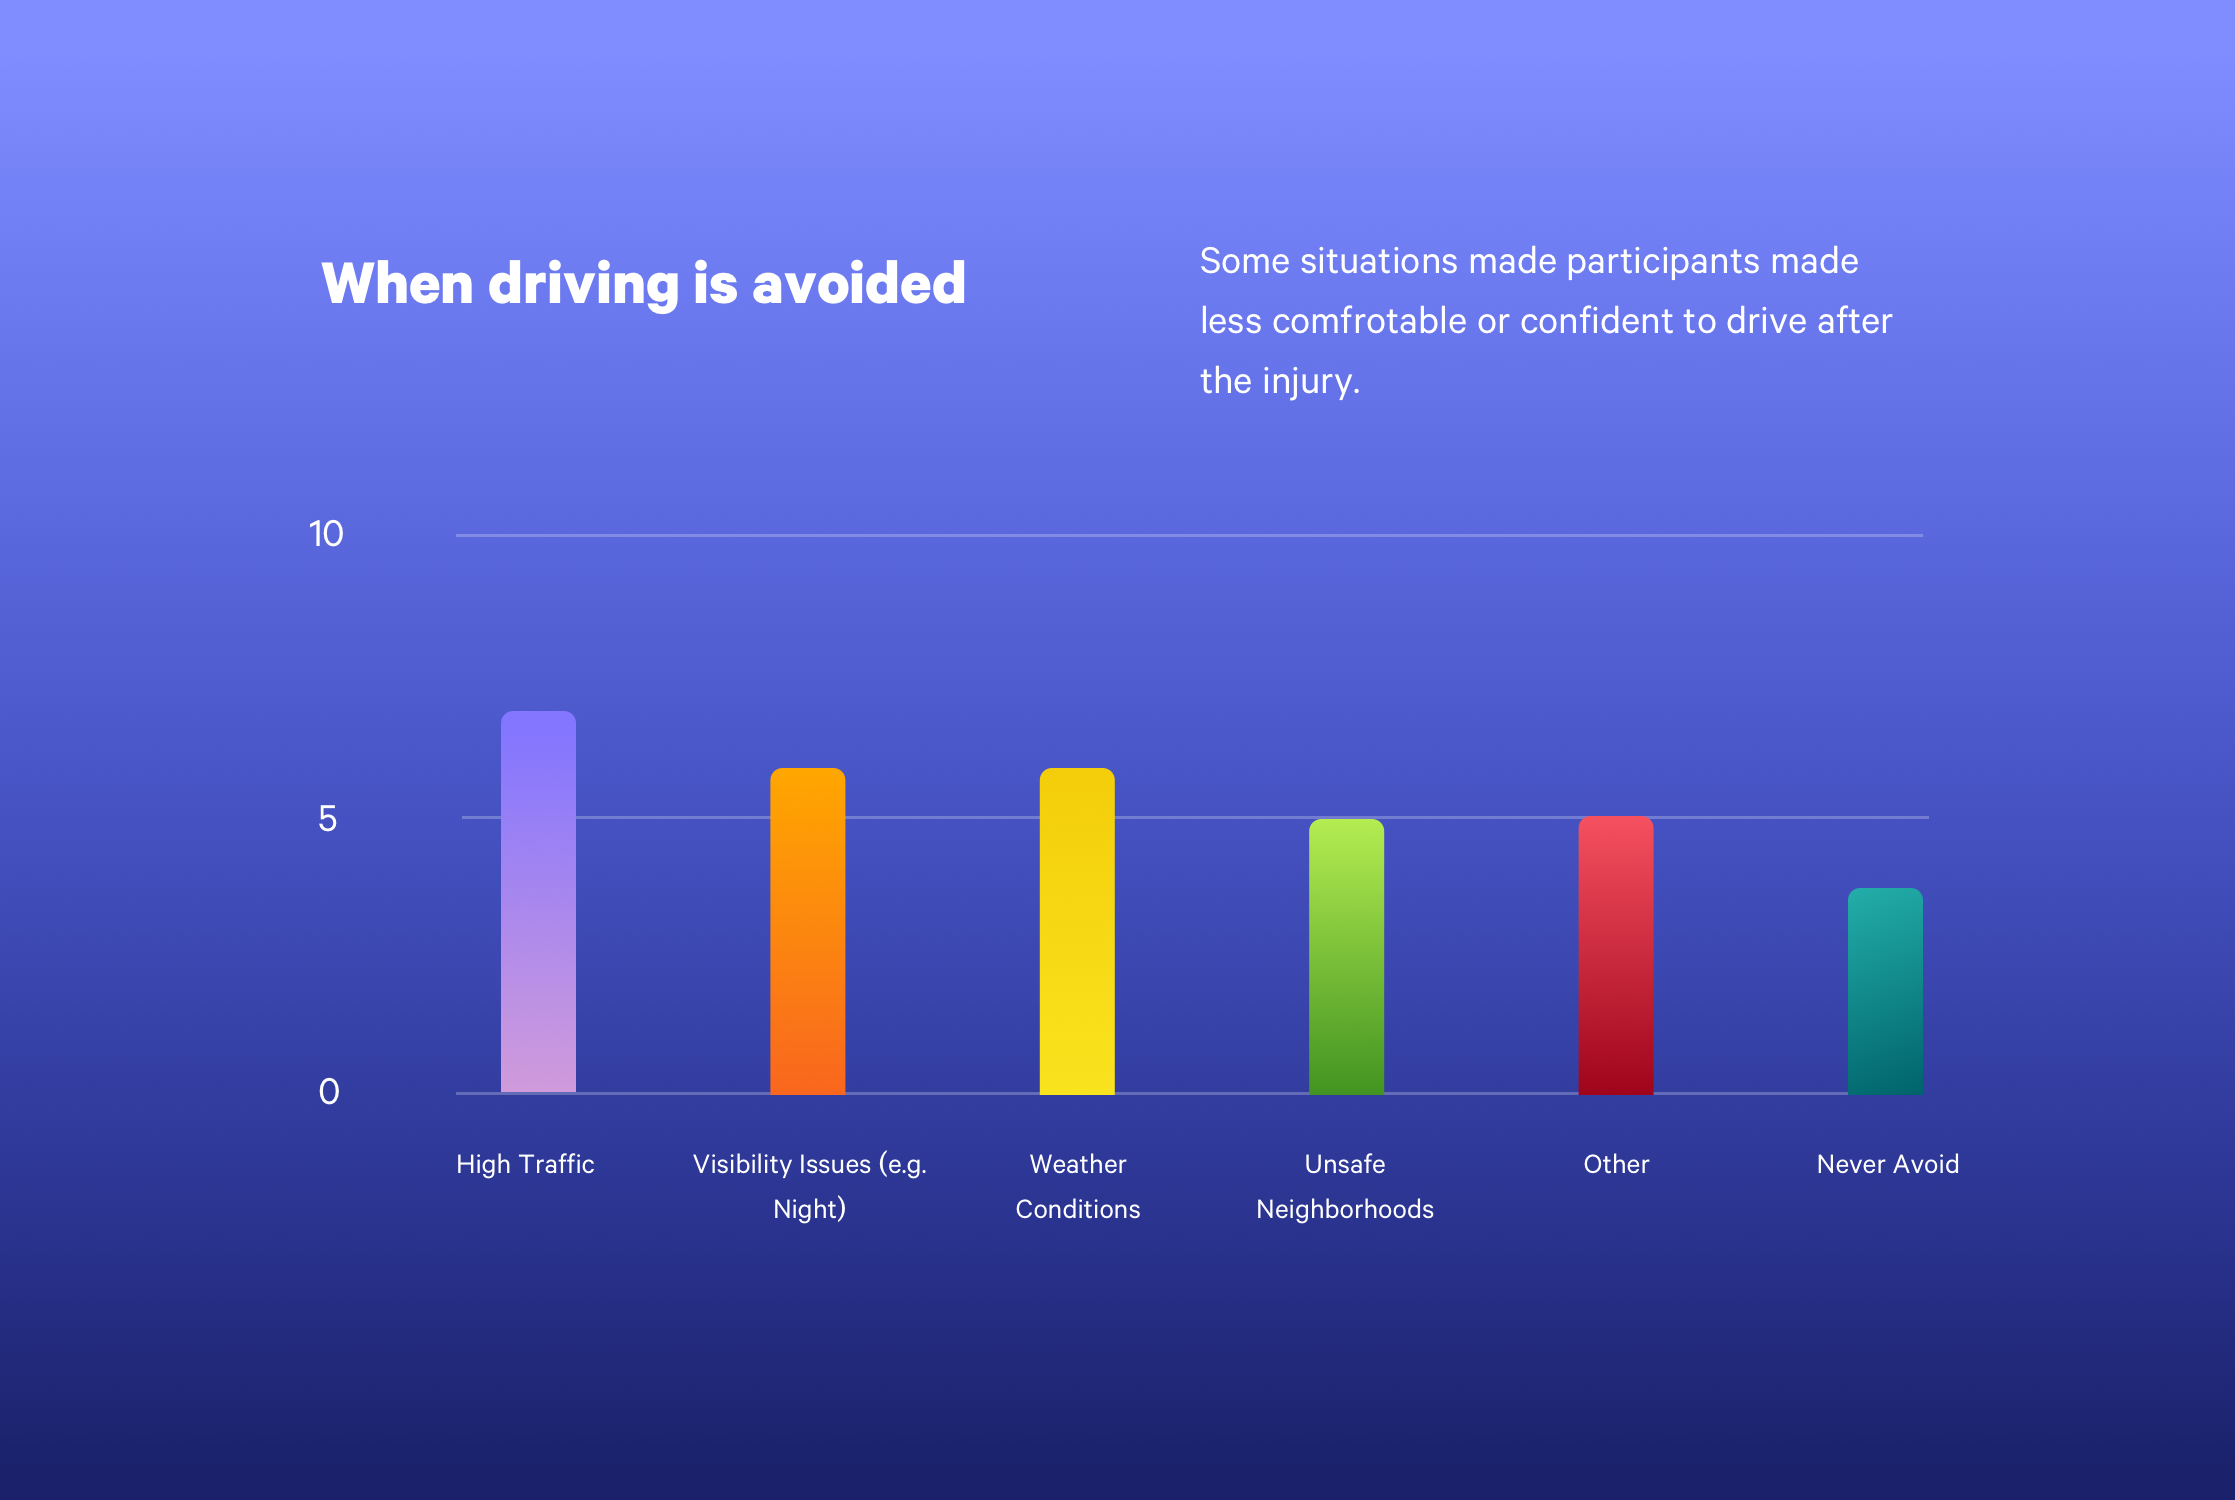 When driving is avoided
Some situations made participants made
less comfrotable or confident to drive after
the injury.
10
5
0
High Traffic
Visibility Issues (e.g.
Night)
Weather
Conditions
Unsafe
Neighborhoods
Other
Never Avoid